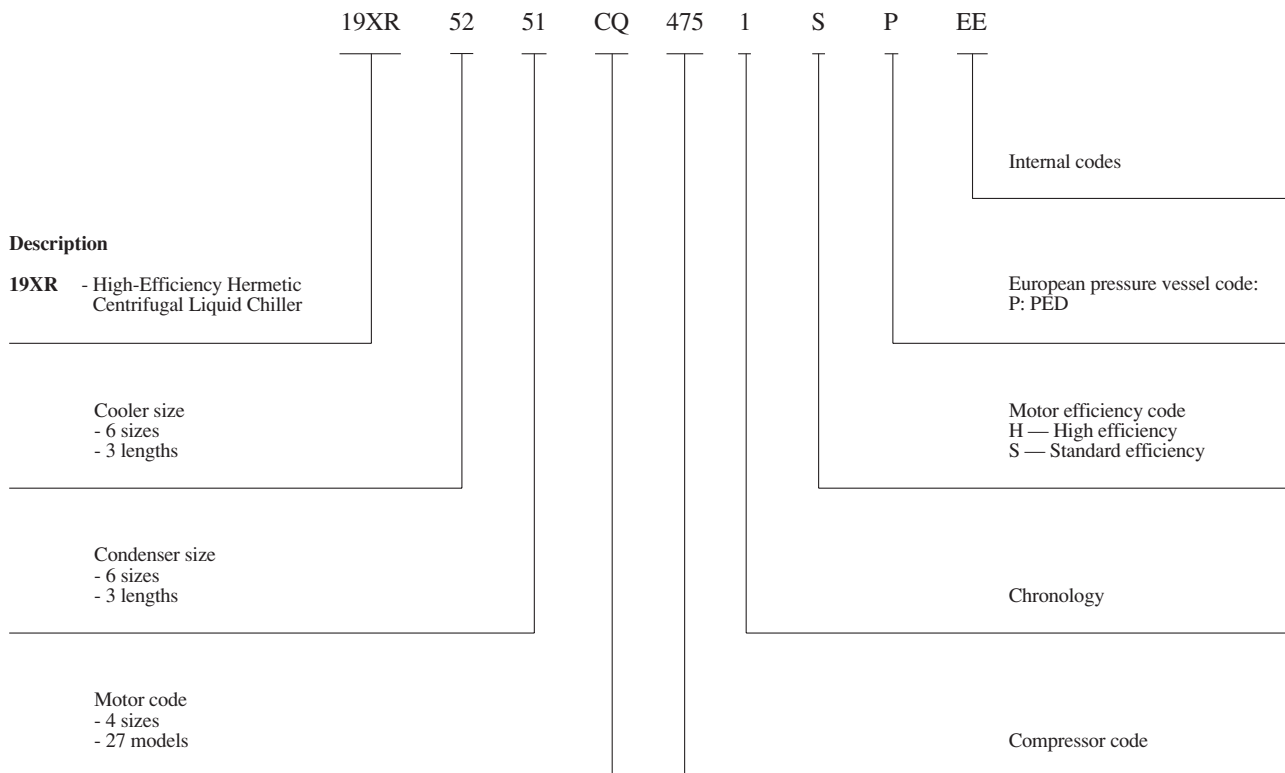 19XR 52 51 CQ 475 1 S P EE
Internal codes
Description
19XR - High-Efficiency Hermetic
Centrifugal Liquid Chiller
European pressure vessel code:
P: PED
Cooler size
- 6 sizes
- 3 lengths
Motor efficiency code
H — High efficiency
S — Standard efficiency
Condenser size
- 6 sizes
- 3 lengths
Chronology
Motor code
- 4 sizes
- 27 models
Compressor code